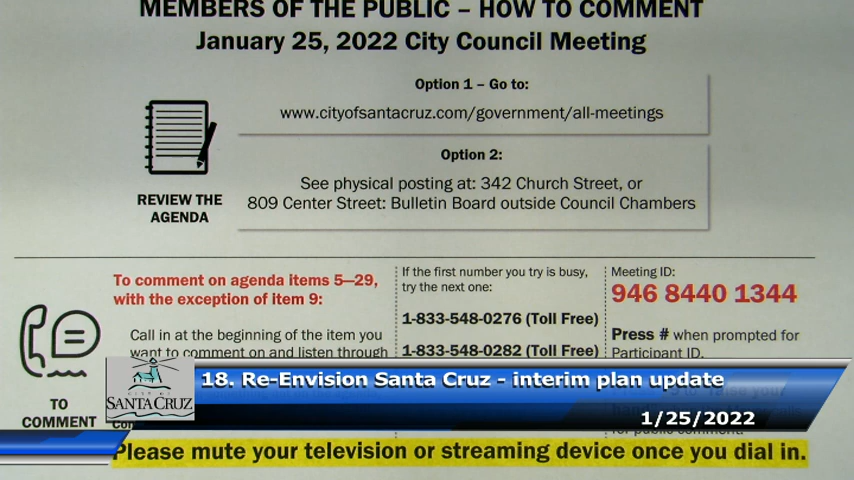 MEMBERS OF THE PUBLIC – HOW TO COMMENT
January 25, 2022 City Council Meeting
Option 1 – Go to:
www.cityofsantacruz.com/government/all-meetings
REVIEW THE
AGENDA
Option 2:
See physical posting at: 342 Church Street, or
809 Center Street: Bulletin Board outside Council Chambers
TO
COMMENT
To comment on agenda items 5—29,
with the exception of item 9:
Call in at the beginning of the item you
want to comment on and listen through
If the first number you try is busy,
try the next one:
1-833-548-0276 (Toll Free)
1-833-548-0282 (Toll Free)
Meeting ID:
946 8440 1344
Press # when prompted for
Participant ID.
CITY OF
SANTA CRUZ
18. Re-Envision Santa Cruz - interim plan update
1/25/2022
for public comment.
Please mute your television or streaming device once you dial in.